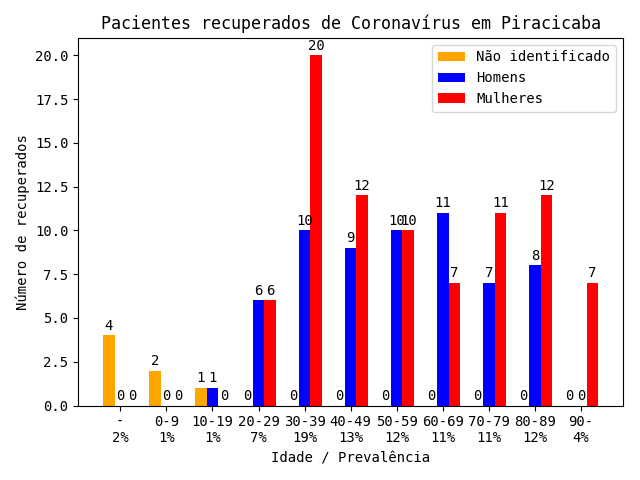 Pacientes recuperados de Coronavírus em Piracicaba
Não identificado
Homens
Mulheres
Número de recuperados
20.0
17.5
15.0
12.5
10.0
7.5
5.0
2.5
0.0
4 0 0
2 0 0
1 1 0
0 6 6
0 10 20
0 9 12
0 10 10
0 11 7
0 7 11
0 8 12
0 0 7
- 0-9 10-19 20-29 30-39 40-49 50-59 60-69 70-79 80-89 90-
2% 1% 1% 7% 19% 13% 12% 11% 11% 12% 4%
Idade / Prevalência